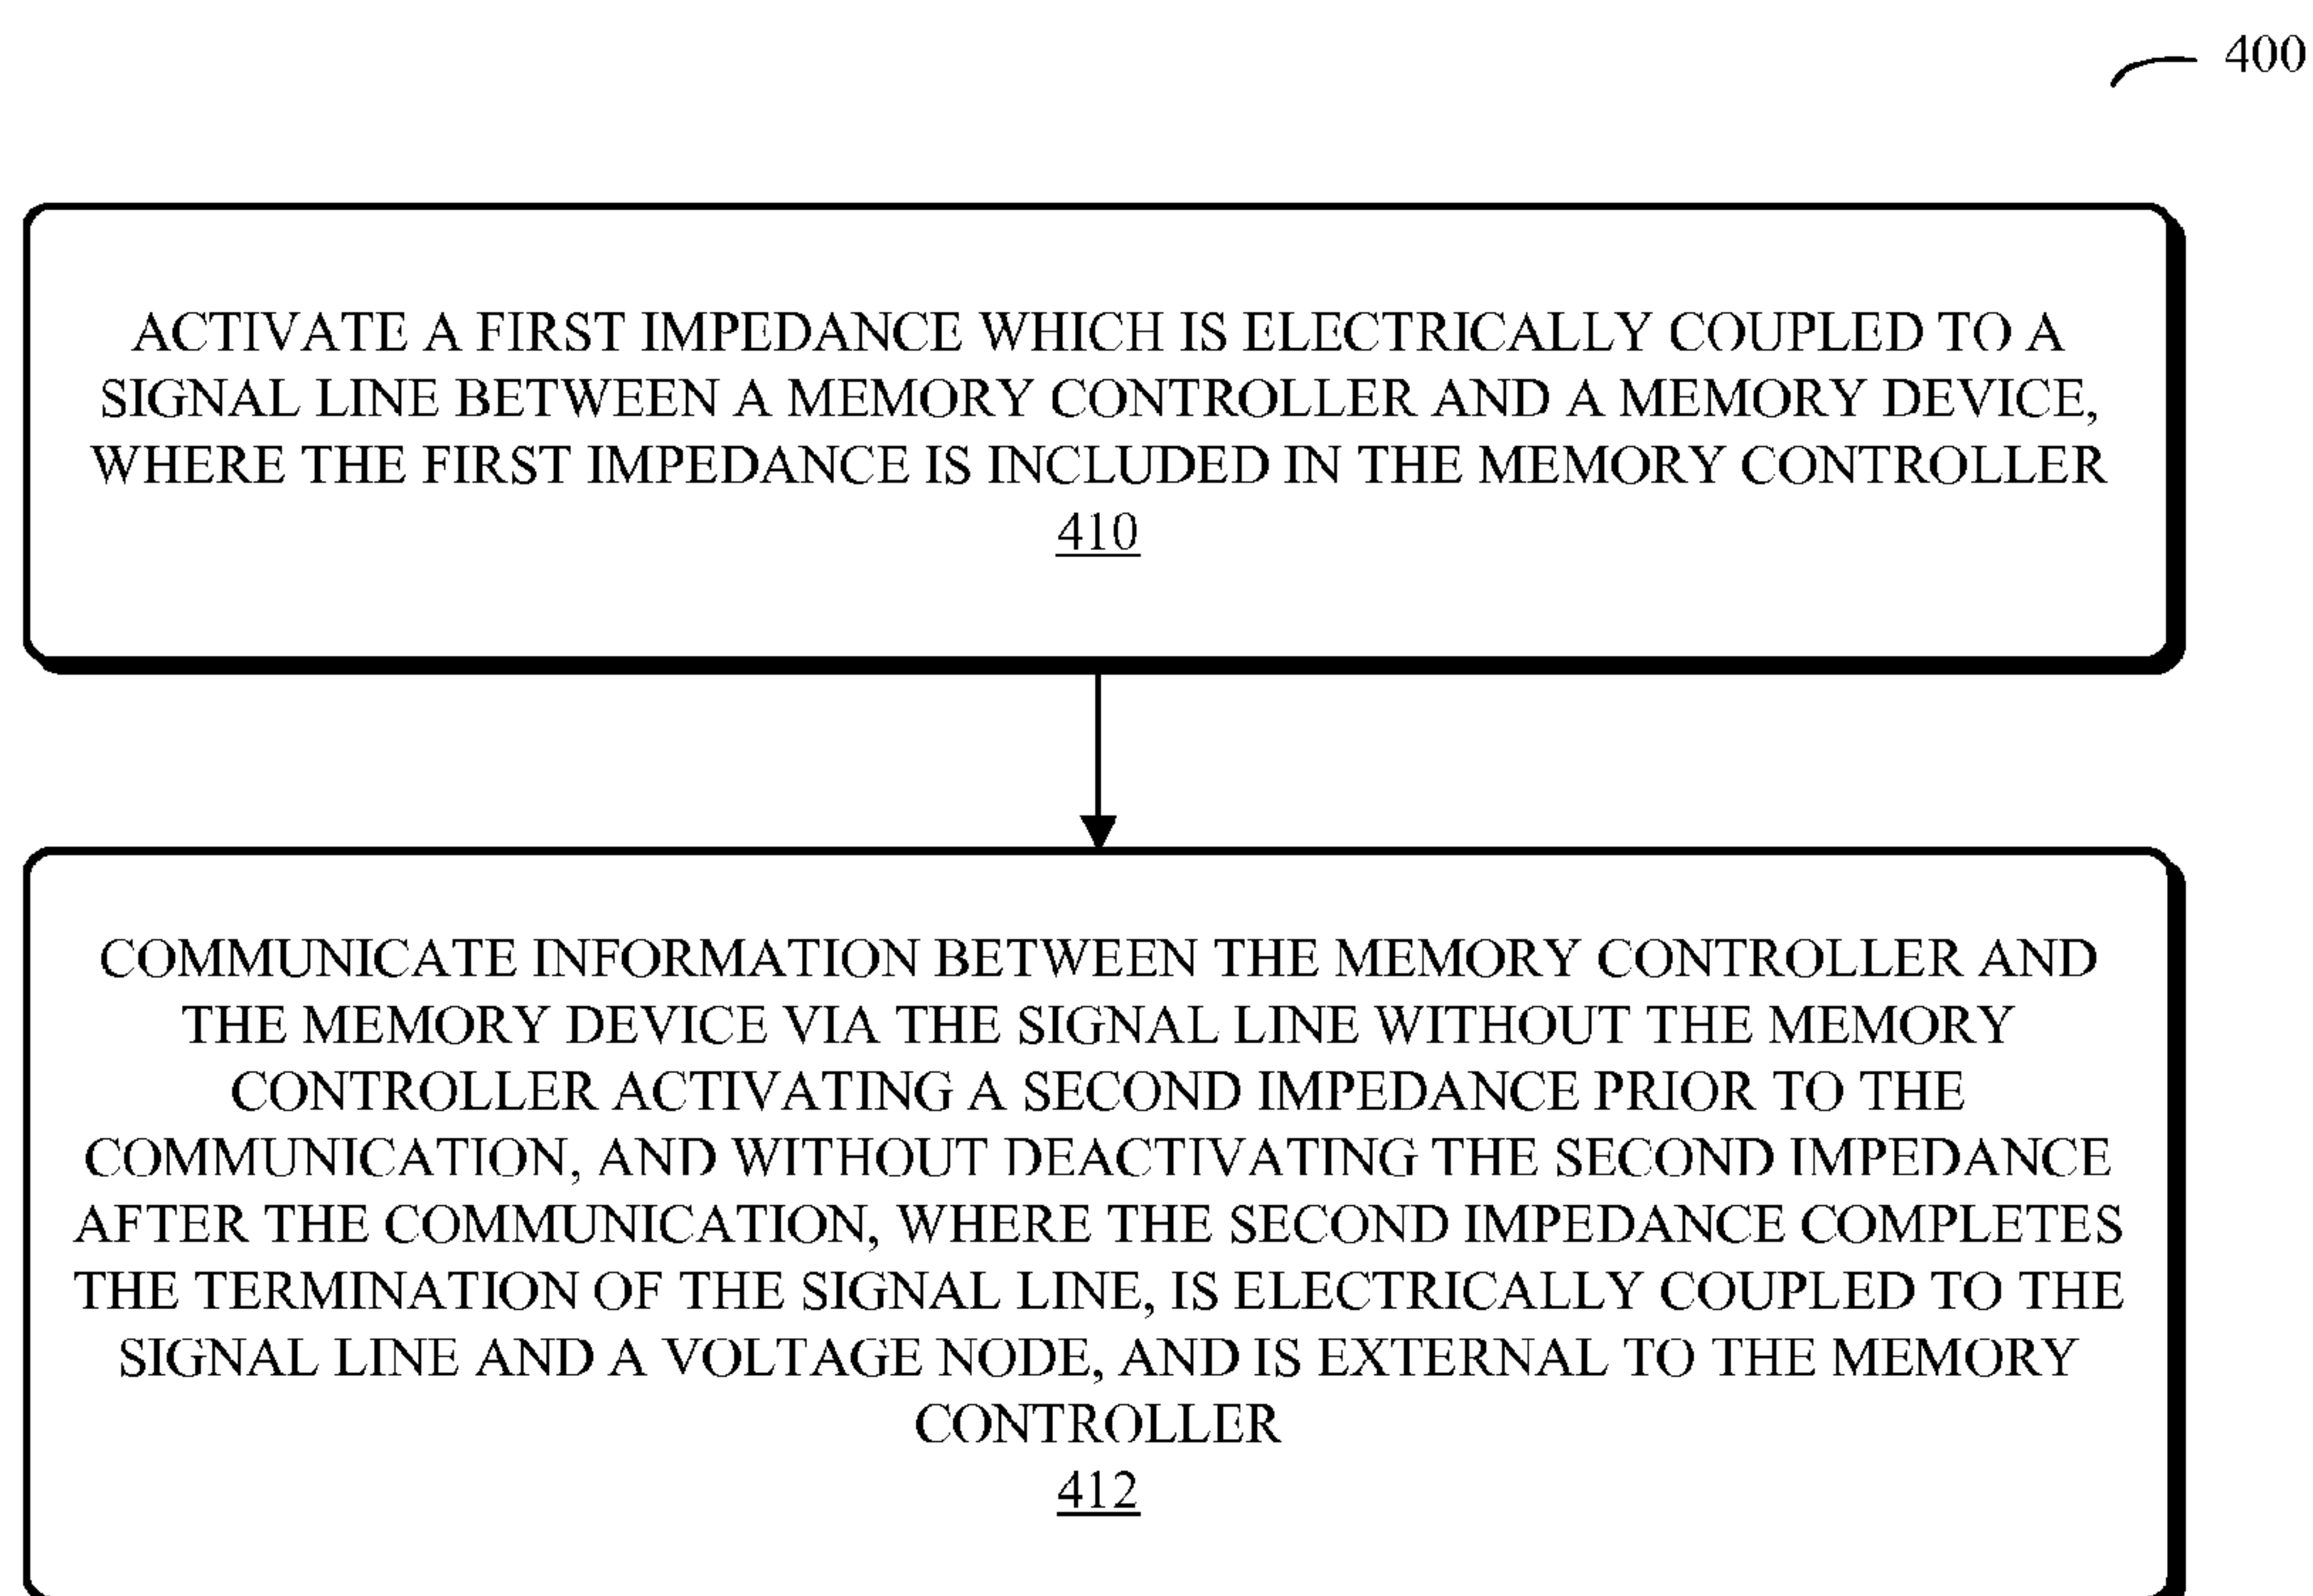 400
ACTIVATE A FIRST IMPEDANCE WHICH IS ELECTRICALLY COUPLED TO A
SIGNAL LINE BETWEEN A MEMORY CONTROLLER AND A MEMORY DEVICE,
WHERE THE FIRST IMPEDANCE IS INCLUDED IN THE MEMORY CONTROLLER
410
COMMUNICATE INFORMATION BETWEEN THE MEMORY CONTROLLER AND
THE MEMORY DEVICE VIA THE SIGNAL LINE WITHOUT THE MEMORY
CONTROLLER ACTIVATING A SECOND IMPEDANCE PRIOR TO THE
COMMUNICATION, AND WITHOUT DEACTIVATING THE SECOND IMPEDANCE
AFTER THE COMMUNICATION, WHERE THE SECOND IMPEDANCE COMPLETES
THE TERMINATION OF THE SIGNAL LINE, IS ELECTRICALLY COUPLED TO THE
SIGNAL LINE AND A VOLTAGE NODE, AND IS EXTERNAL TO THE MEMORY
CONTROLLER
412